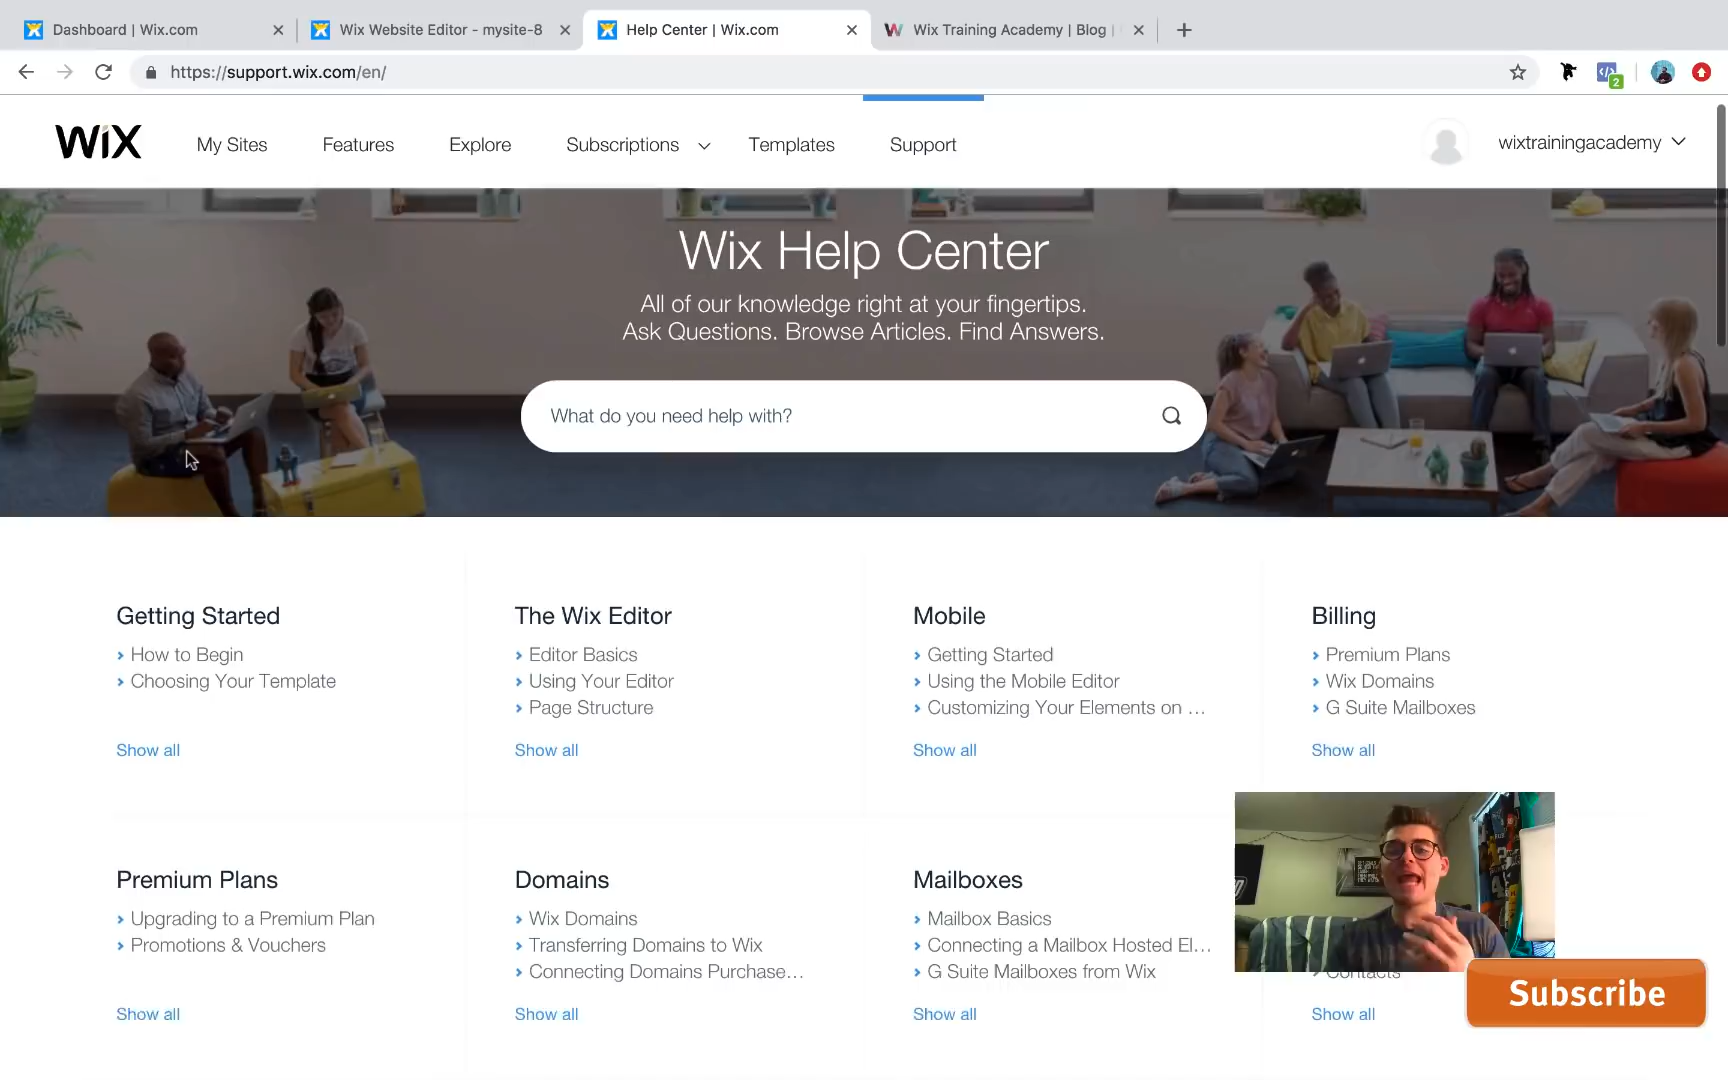 Dashboard | Wix.com
Wix Website Editor - mysite-8
Help Center | Wix.com
Wix Training Academy | Blog |
https://support.wix.com/en/
2
WiX
My Sites
Features
Explore
Subscriptions
Templates
Support
wixtrainingacademy
Wix Help Center
All of our knowledge right at your fingertips.
Ask Questions. Browse Articles. Find Answers.
What do you need help with?
Getting Started
How to Begin
Choosing Your Template
Show all
The Wix Editor
Editor Basics
Using Your Editor
Page Structure
Show all
Mobile
Getting Started
Using the Mobile Editor
Customizing Your Elements on ...
Show all
Billing
Premium Plans
Wix Domains
G Suite Mailboxes
Show all
Premium Plans
Upgrading to a Premium Plan
Promotions & Vouchers
Show all
Domains
Wix Domains
Transferring Domains to Wix
Connecting Domains Purchase...
Show all
Mailboxes
Mailbox Basics
Connecting a Mailbox Hosted El...
G Suite Mailboxes from Wix
Show all
Contacts
Show all
Subscribe